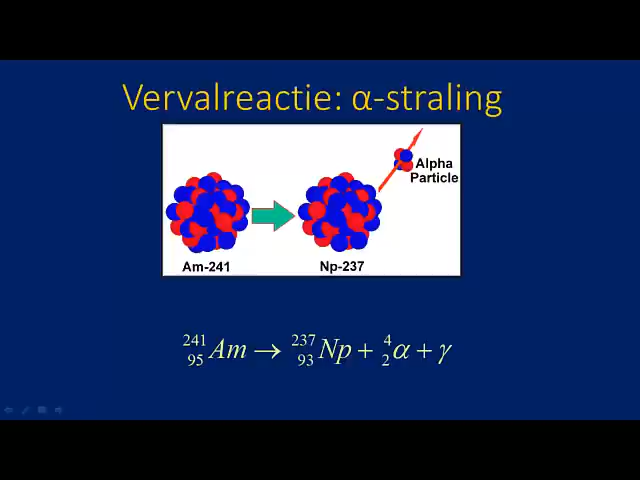 Vervalreactie: α-straling
Alpha
Particle
Am-241
Np-237
²⁴¹₉₅Am → ²³⁷₉₃Np + ⁴₂α + γ